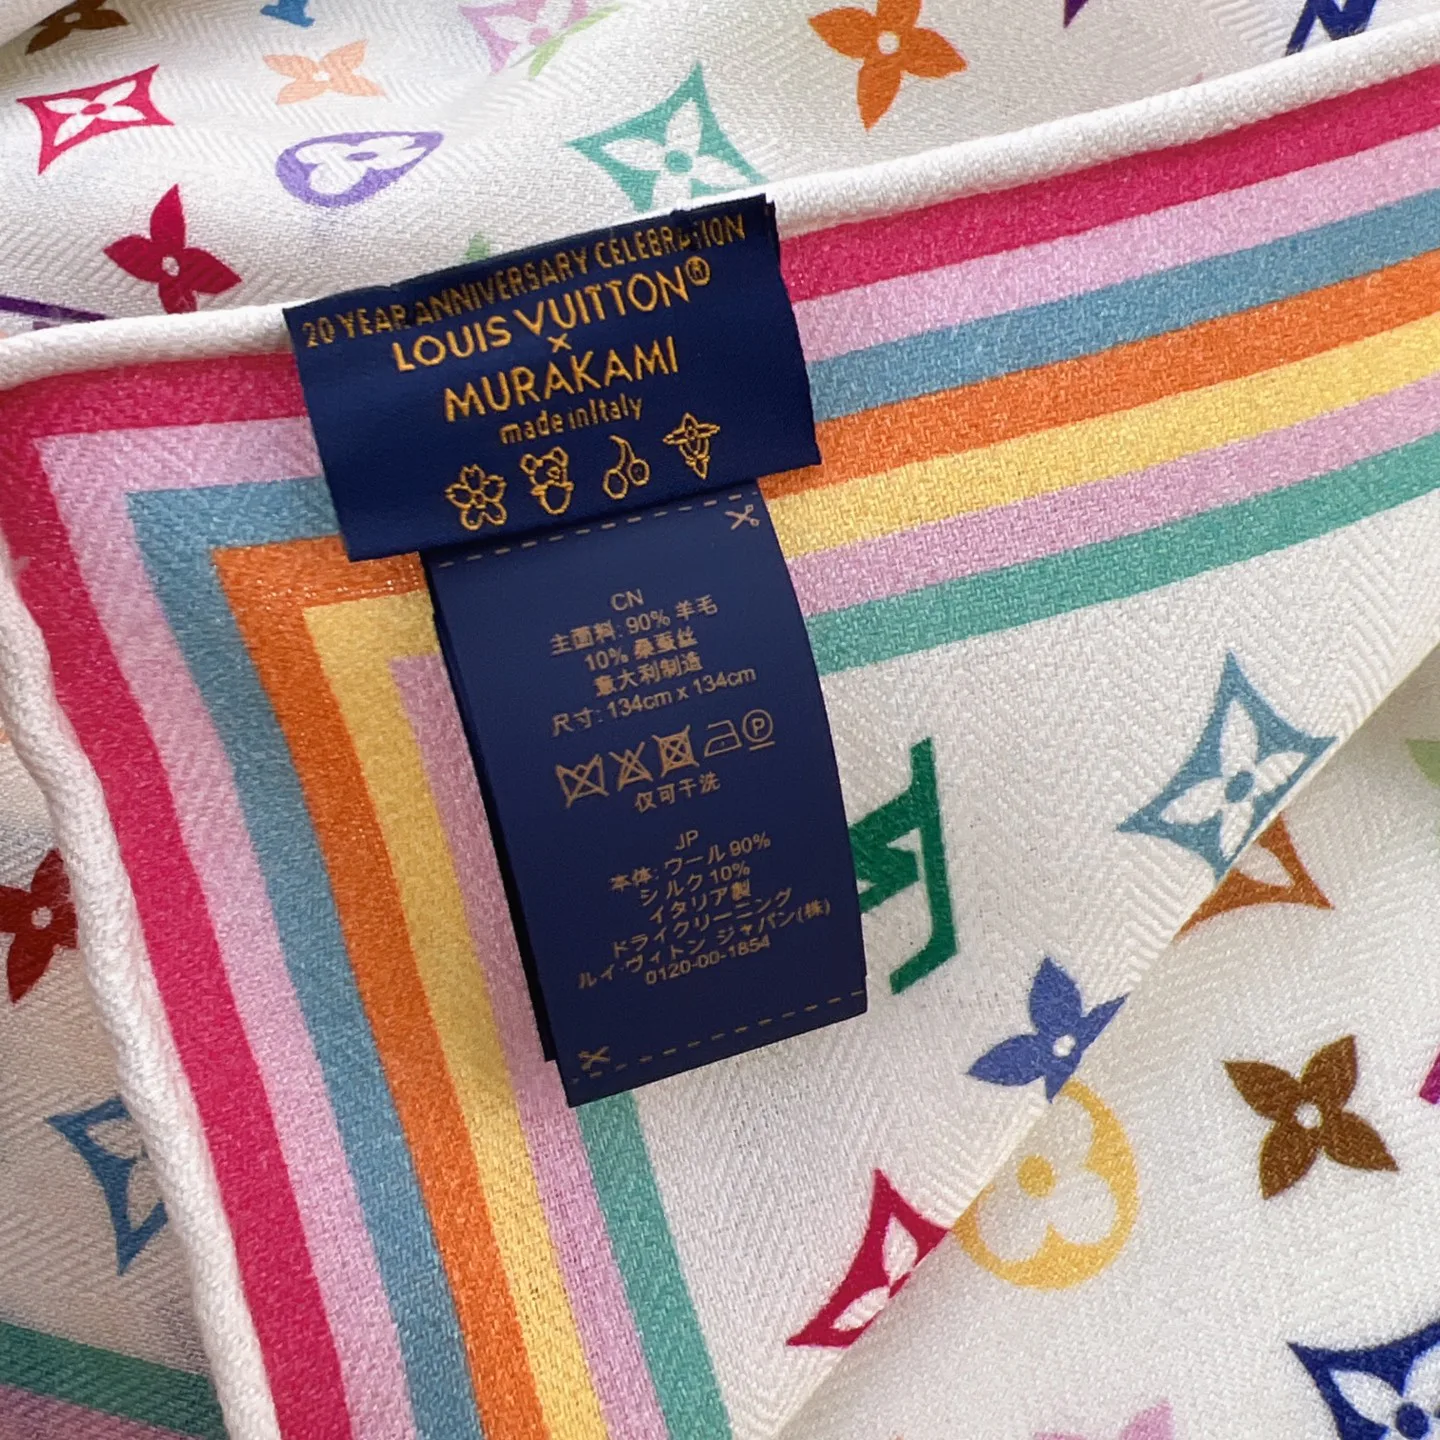 20 YEAR ANNIVERSARY CELEBRATION
LOUIS VUITTON®
×
MURAKAMI
made in Italy
CN
主面料: 90% 羊毛
10% 桑蚕丝
意大利制造
尺寸: 134cm x 134cm
P
仅可干洗
JP
本体: ウール 90%
シルク 10%
イタリア製
ドライクリーニング
ルイ・ヴィトン ジャパン(株)
0120-00-1854